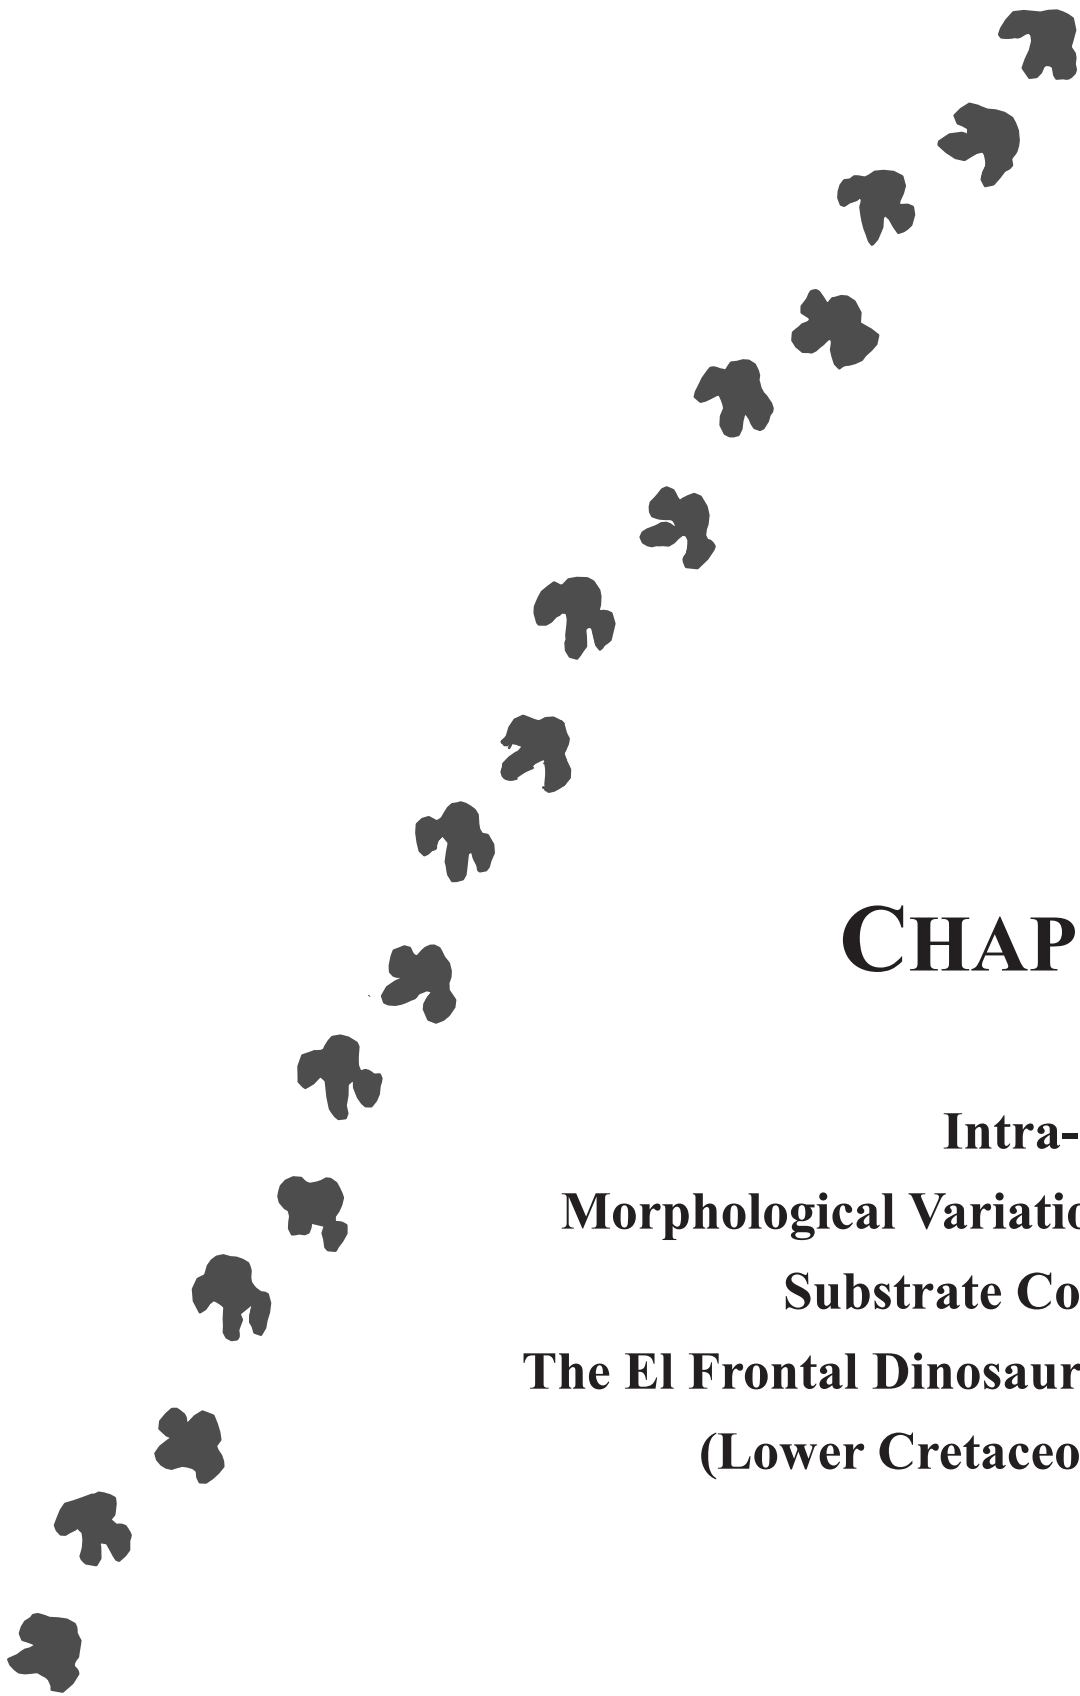 CHAP
Intra-
Morphological Variatio
Substrate Co
The El Frontal Dinosaur
(Lower Cretaceo